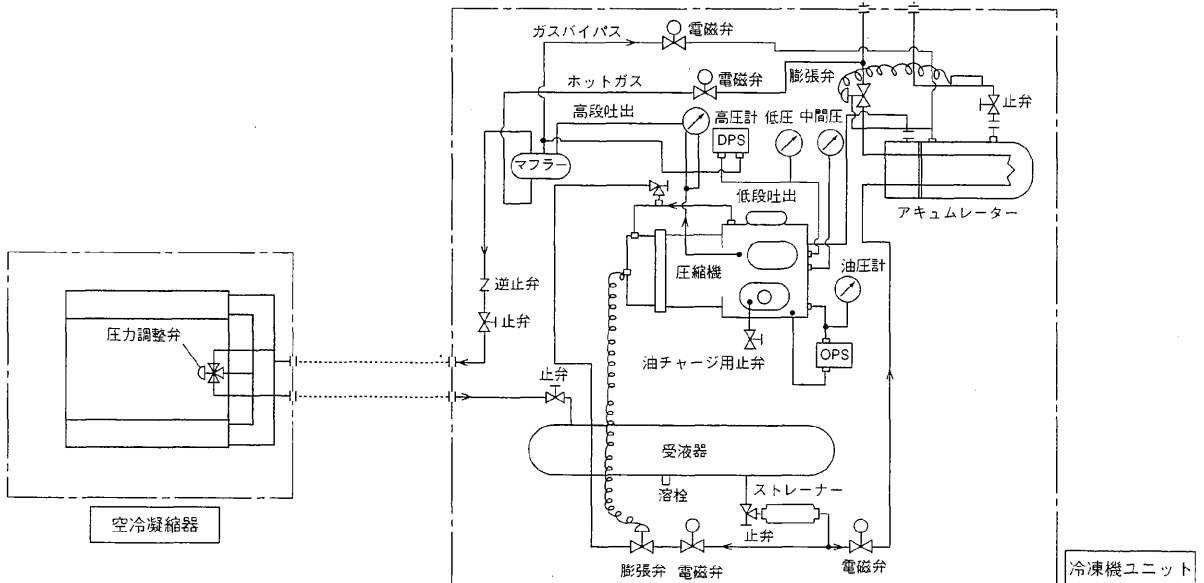 ガスバイパス
電磁弁
ホットガス
電磁弁
膨張弁
止弁
高段吐出
高圧計 低圧 中間圧
DPS
マフラー
低段吐出
アキュムレーター
圧縮機
油圧計
逆止弁
止弁
圧力調整弁
油チャージ用止弁
OPS
止弁
受液器
溶栓
ストレーナー
止弁
空冷凝縮器
膨張弁
電磁弁
電磁弁
冷凍機ユニット